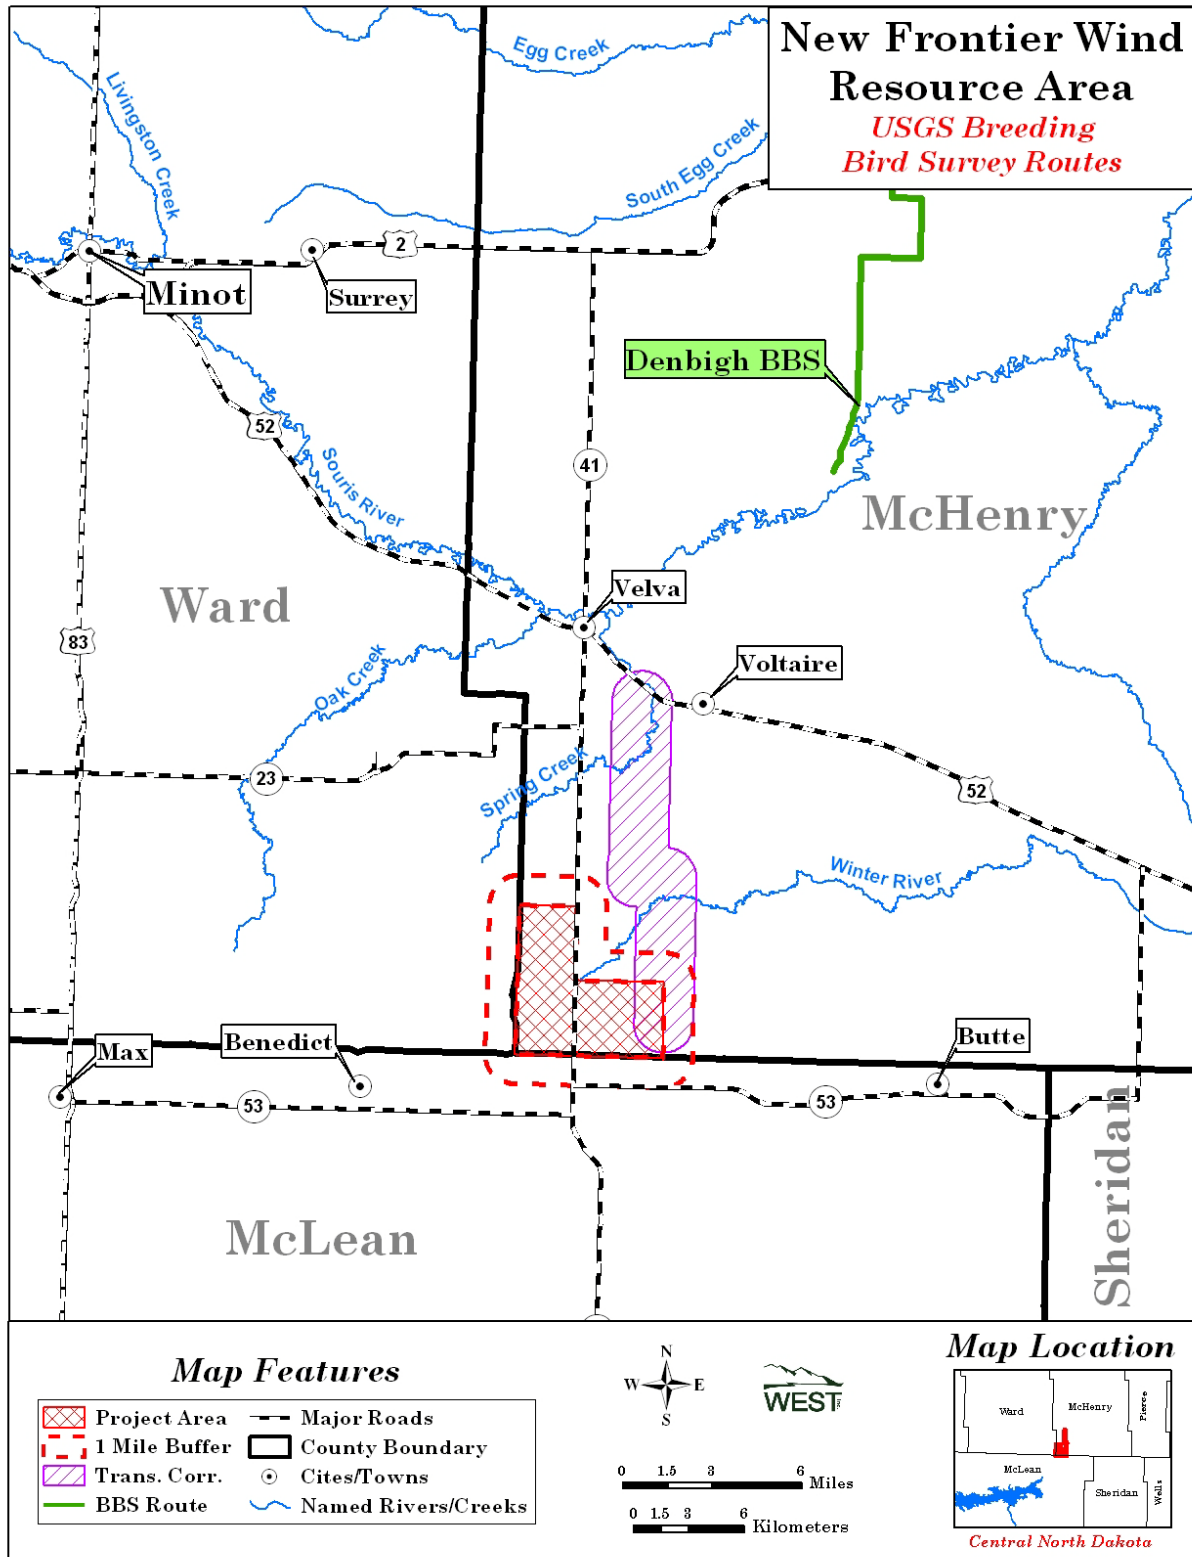 New Frontier Wind
Resource Area
USGS Breeding
Bird Survey Routes
Egg Creek
Livingston Creek
South Egg Creek
2
Minot
Surrey
Denbigh BBS
52
41
Souris River
McHenry
Ward
Velva
83
Oak Creek
Voltaire
23
Spring Creek
52
Winter River
Max
Benedict
Butte
53
53
McLean
Sheridan
Map Features
Project Area
1 Mile Buffer
Trans. Corr.
BBS Route
Major Roads
County Boundary
Cites/Towns
Named Rivers/Creeks
N
W E
S
WEST
Inc.
0 1.5 3 6 Miles
0 1.5 3 6 Kilometers
Map Location
Ward
McHenry
Pierce
McLean
Sheridan
Wells
Central North Dakota